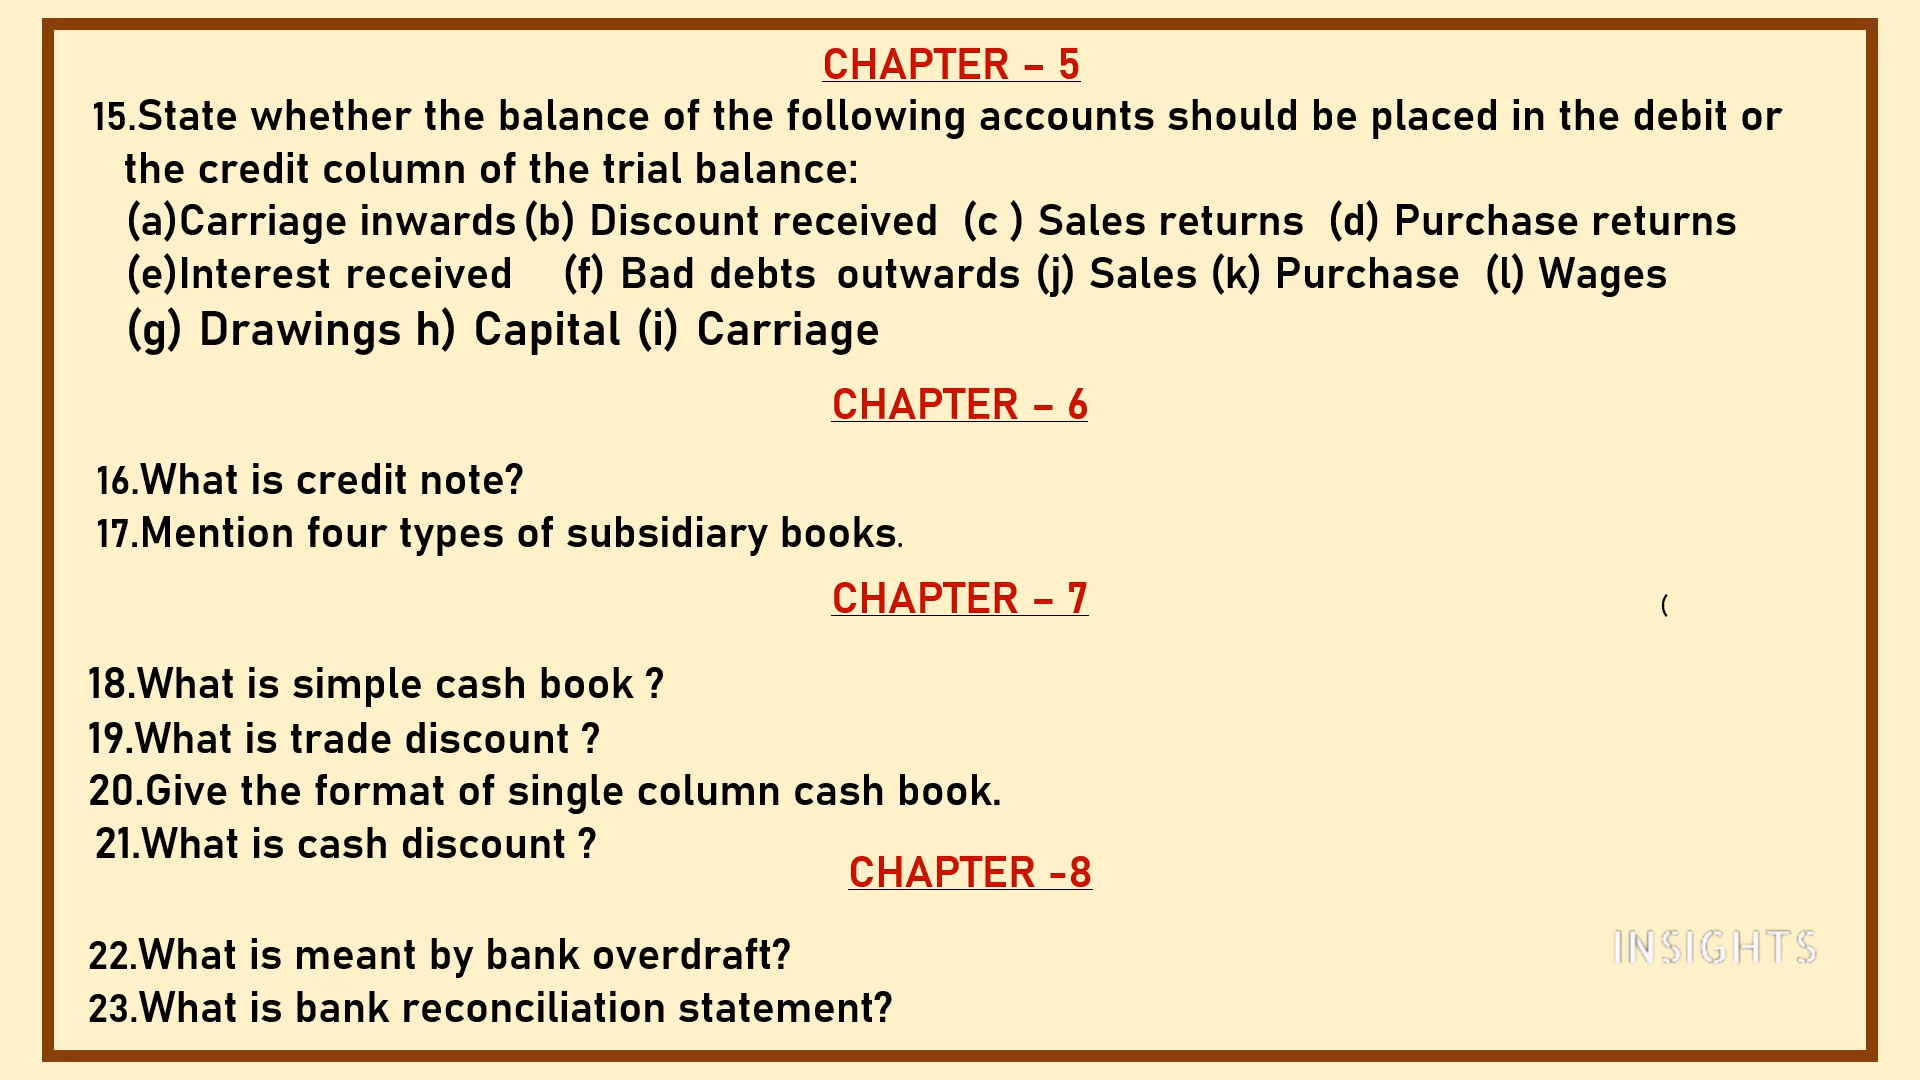 CHAPTER – 5
15.State whether the balance of the following accounts should be placed in the debit or
the credit column of the trial balance:
(a)Carriage inwards (b) Discount received (c ) Sales returns (d) Purchase returns
(e)Interest received (f) Bad debts outwards (j) Sales (k) Purchase (l) Wages
(g) Drawings h) Capital (i) Carriage
CHAPTER – 6
16.What is credit note?
17.Mention four types of subsidiary books.
CHAPTER – 7
(
18.What is simple cash book ?
19.What is trade discount ?
20.Give the format of single column cash book.
21.What is cash discount ?
CHAPTER -8
22.What is meant by bank overdraft?
INSIGHTS
23.What is bank reconciliation statement?